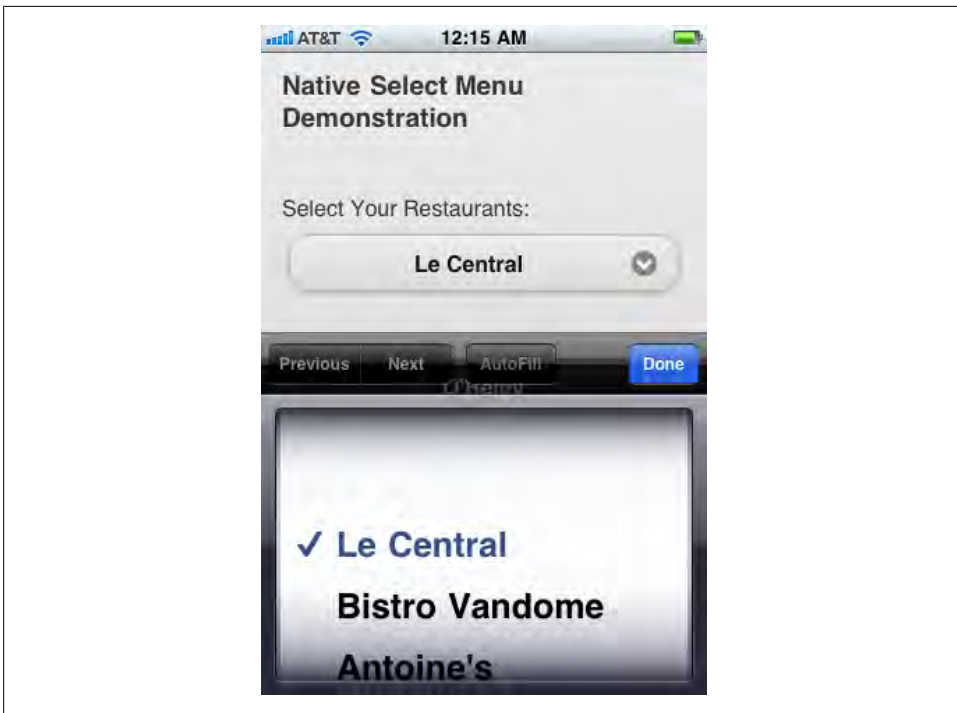 AT&T 12:15 AM
Native Select Menu
Demonstration
Select Your Restaurants:
Le Central
Previous Next AutoFill Done
✓ Le Central
Bistro Vandome
Antoine's